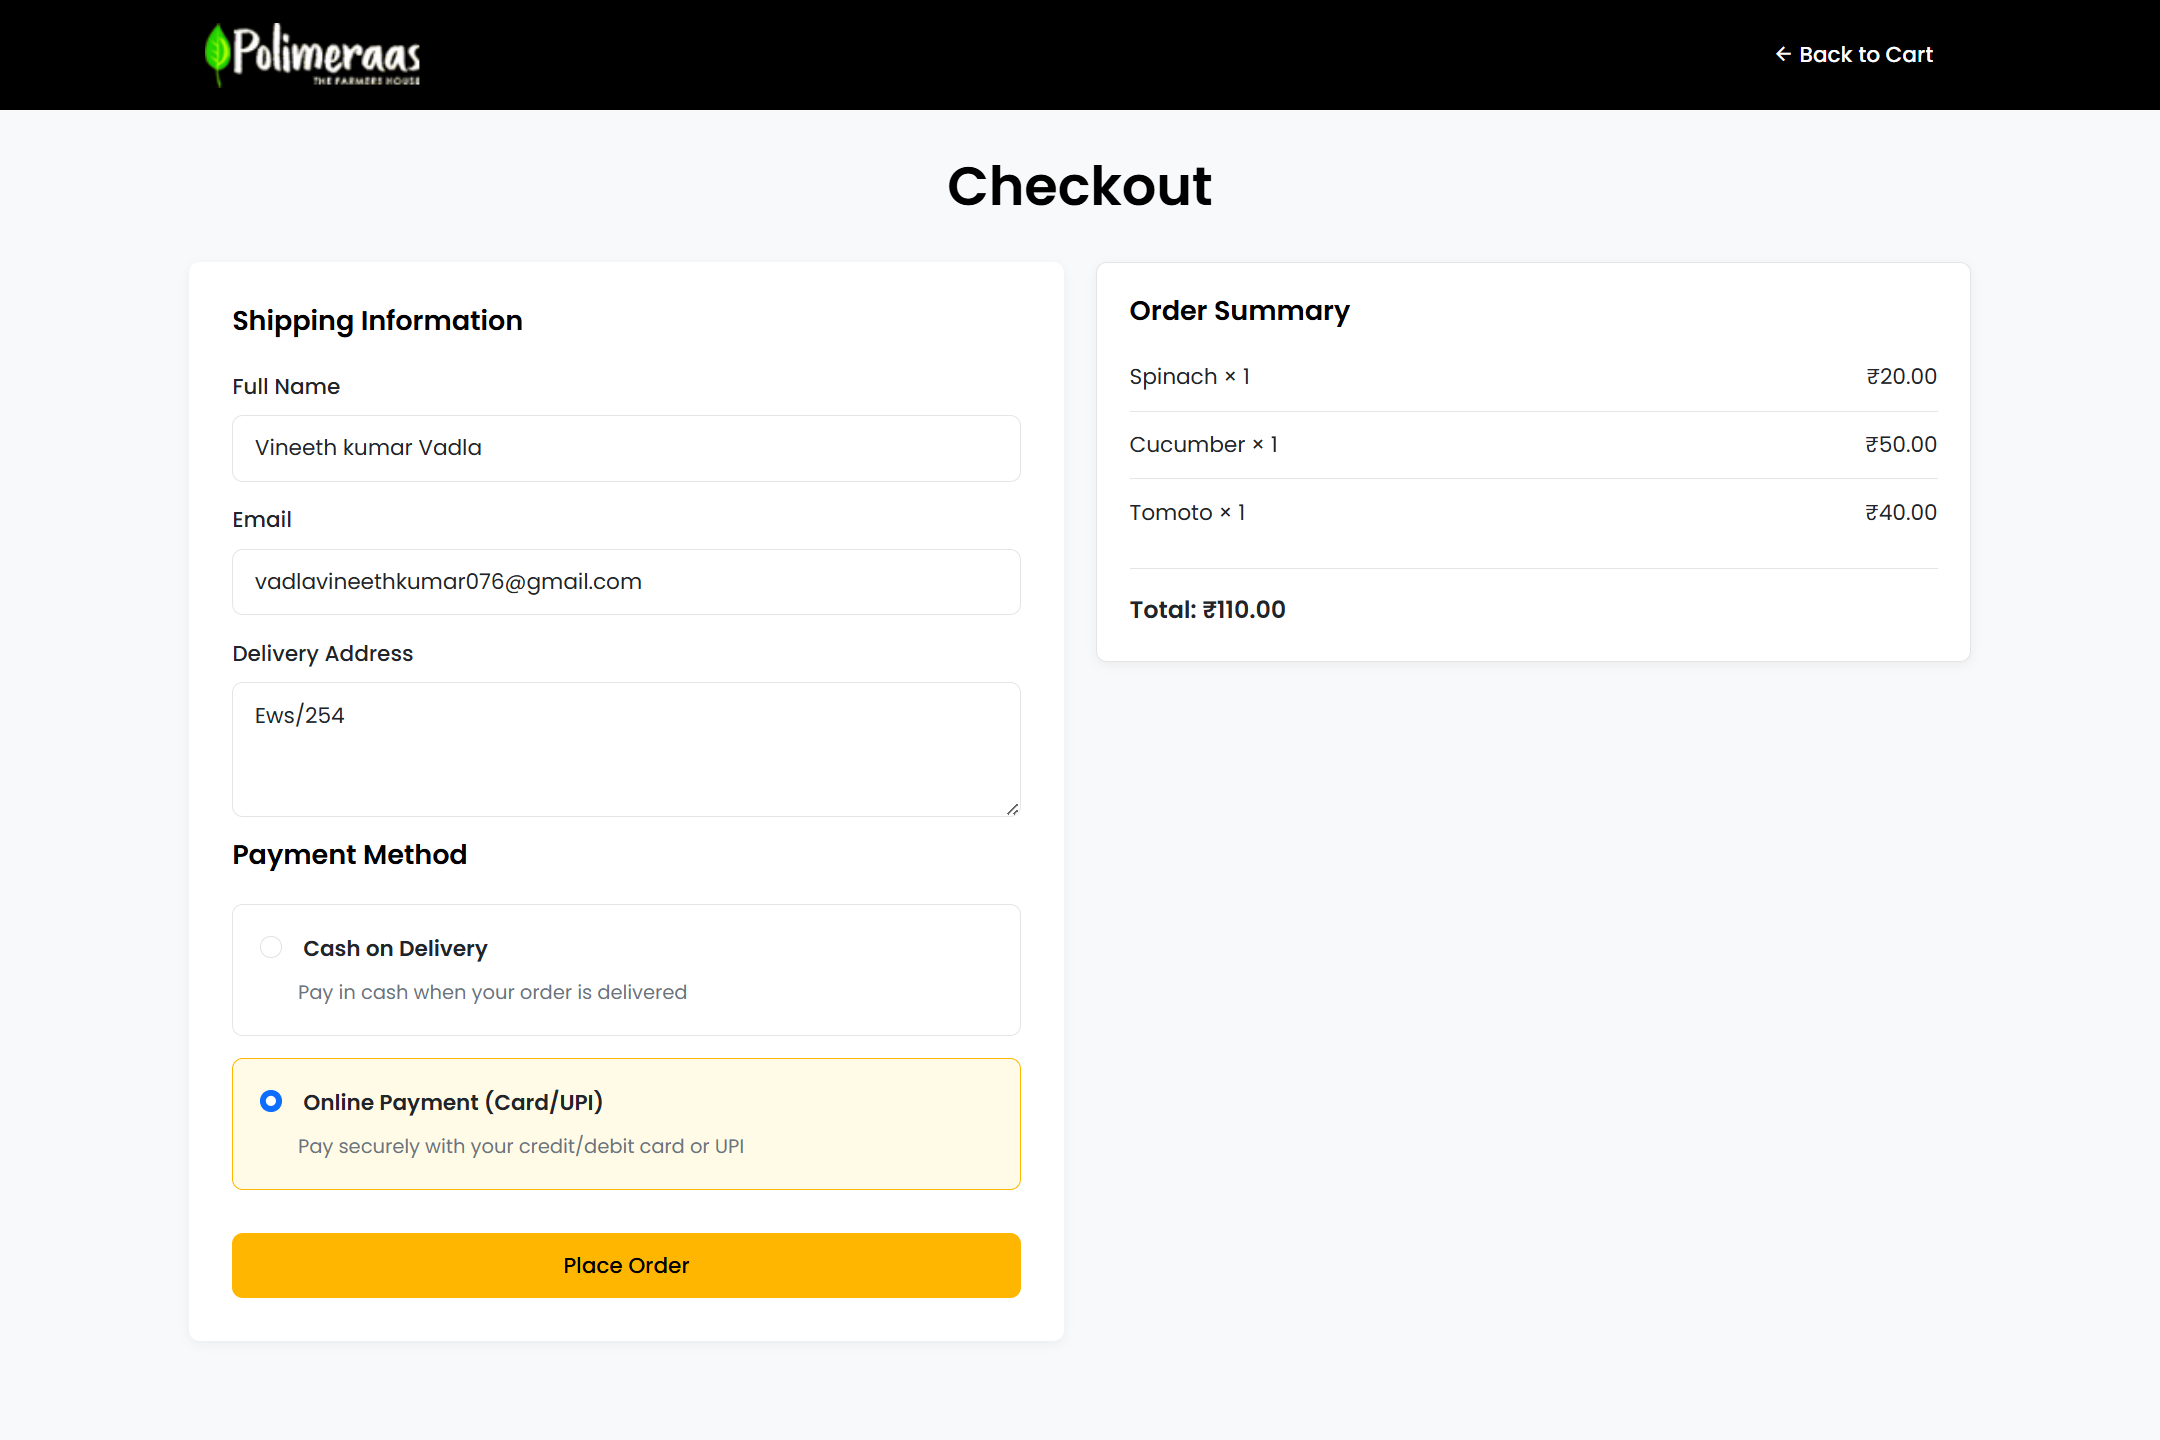 Polimeraas
THE FARMERS HOUSE
← Back to Cart
Checkout
Shipping Information
Full Name
Vineeth kumar Vadla
Email
vadlavineethkumar076@gmail.com
Delivery Address
Ews/254
Payment Method
Cash on Delivery
Pay in cash when your order is delivered
Online Payment (Card/UPI)
Pay securely with your credit/debit card or UPI
Place Order
Order Summary
Spinach × 1 ₹20.00
Cucumber × 1 ₹50.00
Tomoto × 1 ₹40.00
Total: ₹110.00